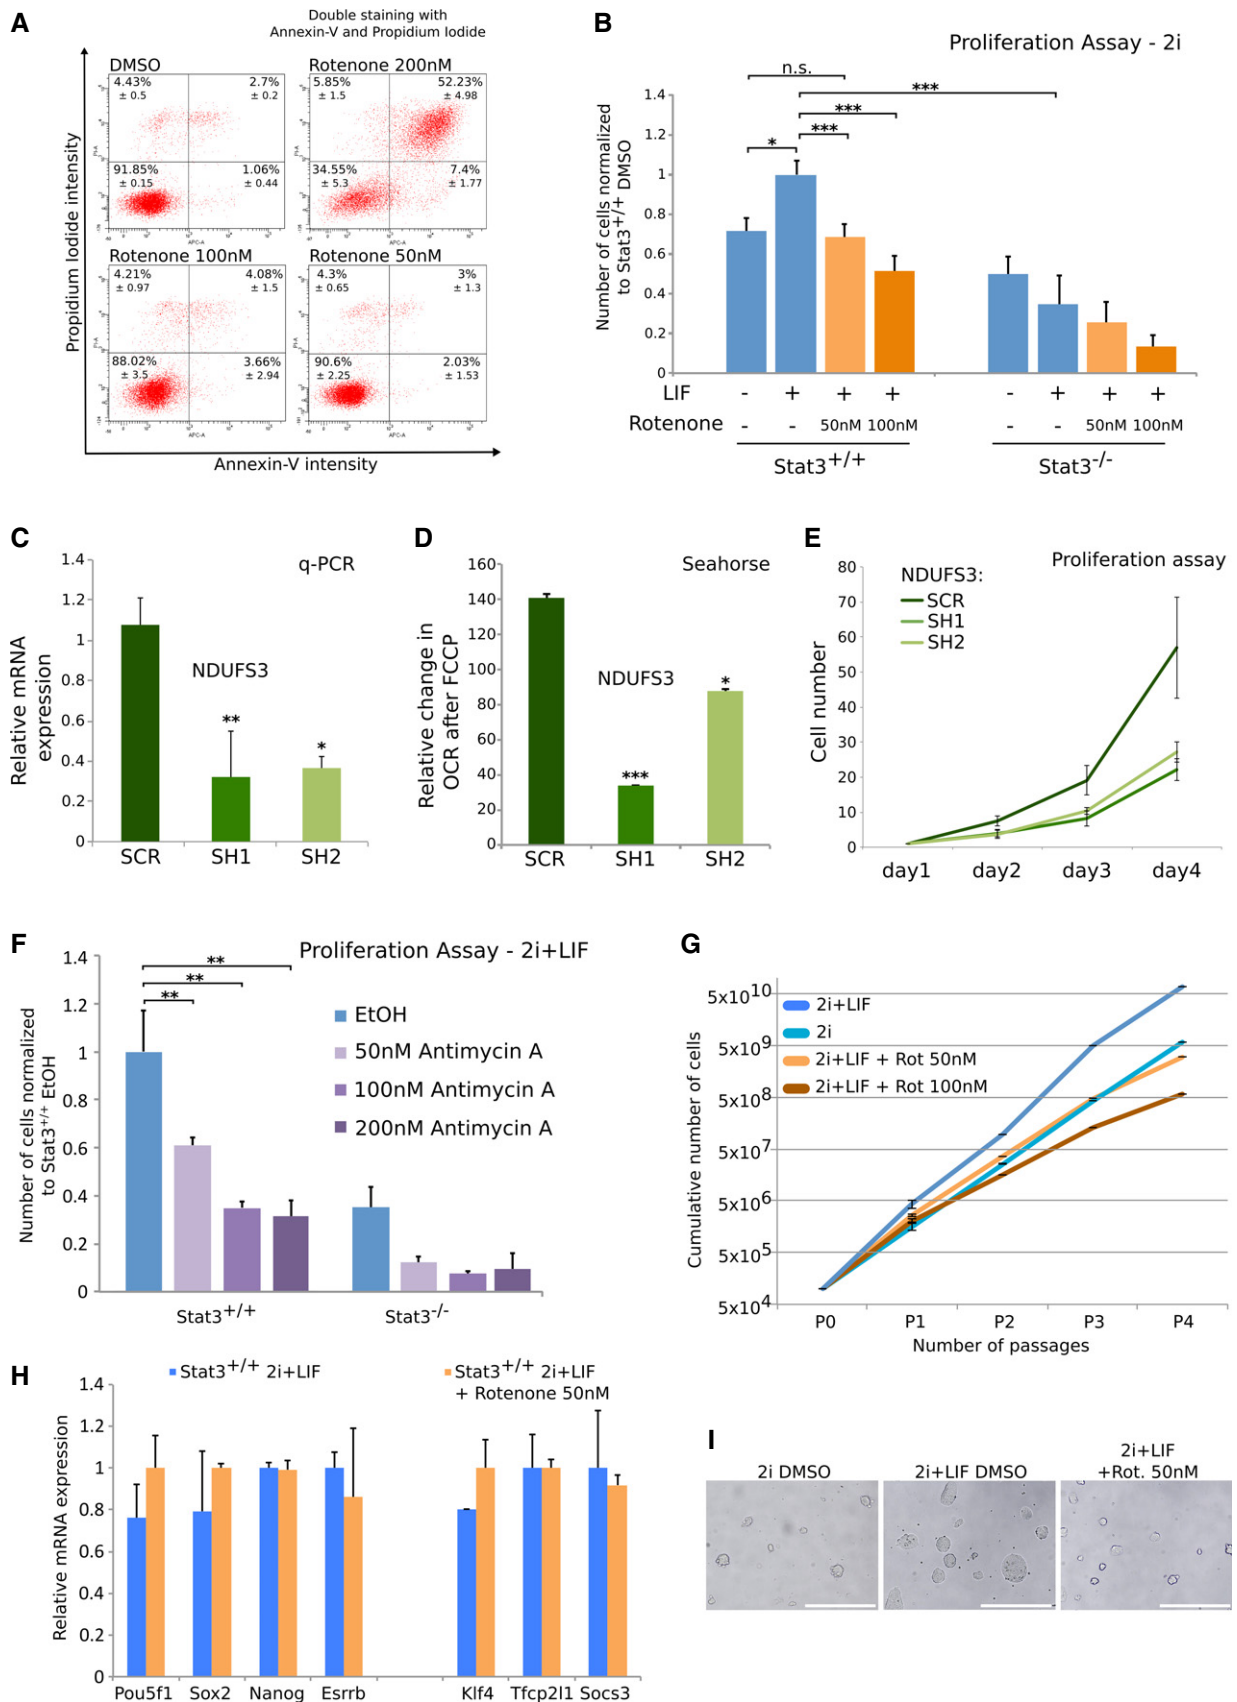 A
Double staining with
Annexin-V and Propidium Iodide
DMSO
4.43%
± 0.5
2.7%
± 0.2
91.85%
± 0.15
1.06%
± 0.44
APC-A
Rotenone 200nM
5.85%
± 1.5
52.23%
± 4.98
34.55%
± 5.3
7.4%
± 1.77
APC-A
Rotenone 100nM
4.21%
± 0.97
4.08%
± 1.5
88.02%
± 3.5
3.66%
± 2.94
APC-A
Rotenone 50nM
4.3%
± 0.65
3%
± 1.3
90.6%
± 2.25
2.03%
± 1.53
APC-A
Propidium Iodide intensity
Annexin-V intensity
B
Proliferation Assay - 2i
n.s.
***
***
***
*
Number of cells normalized
to Stat3+/+ DMSO
1.4
1.2
1
0.8
0.6
0.4
0.2
0
LIF - + + + - + + +
Rotenone - - 50nM 100nM - - 50nM 100nM
Stat3+/+ Stat3-/-
C
q-PCR
NDUFS3
Relative mRNA
expression
1.4
1.2
1
0.8
0.6
0.4
0.2
0
** *
SCR SH1 SH2
D
Seahorse
NDUFS3
Relative change in
OCR after FCCP
160
140
120
100
80
60
40
20
0
*** *
SCR SH1 SH2
E
Proliferation assay
NDUFS3:
SCR
SH1
SH2
Cell number
80
70
60
50
40
30
20
10
0
day1 day2 day3 day4
F
Proliferation Assay - 2i+LIF
**
**
**
EtOH
50nM Antimycin A
100nM Antimycin A
200nM Antimycin A
Number of cells normalized
to Stat3+/+ EtOH
1.4
1.2
1
0.8
0.6
0.4
0.2
0
Stat3+/+ Stat3-/-
G
2i+LIF
2i
2i+LIF + Rot 50nM
2i+LIF + Rot 100nM
Cumulative number of cells
5x10^10
5x10^9
5x10^8
5x10^7
5x10^6
5x10^5
5x10^4
P0 P1 P2 P3 P4
Number of passages
H
Stat3+/+ 2i+LIF
Stat3+/+ 2i+LIF
+ Rotenone 50nM
Relative mRNA expression
1.4
1.2
1
0.8
0.6
0.4
0.2
0
Pou5f1 Sox2 Nanog Esrrb Klf4 Tfcp2l1 Socs3
I
2i DMSO
2i+LIF DMSO
2i+LIF
+Rot. 50nM